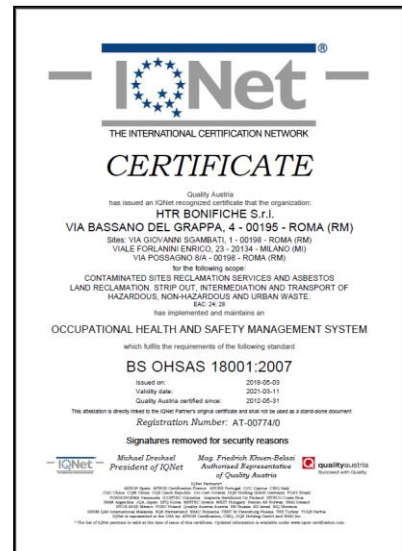 IQNet®
THE INTERNATIONAL CERTIFICATION NETWORK
CERTIFICATE
Quality Austria
has issued an IQNet recognized certificate that the organization:
HTR BONIFICHE S.r.l.
VIA BASSANO DEL GRAPPA, 4 - 00195 - ROMA (RM)
Sites: VIA GIOVANNI SGAMBATI, 1 - 00198 - ROMA (RM)
VIALE FORLANINI ENRICO, 23 - 20134 - MILANO (MI)
VIA POSSAGNO 8/A - 00198 - ROMA (RM)
for the following scope:
CONTAMINATED SITES RECLAMATION SERVICES AND ASBESTOS
LAND RECLAMATION. STRIP OUT, INTERMEDIATION AND TRANSPORT OF
HAZARDOUS, NON-HAZARDOUS AND URBAN WASTE.
EAC: 24; 28
has implemented and maintains an
OCCUPATIONAL HEALTH AND SAFETY MANAGEMENT SYSTEM
which fulfils the requirements of the following standard
BS OHSAS 18001:2007
Issued on: 2018-05-03
Validity date: 2021-03-11
Quality Austria certified since: 2012-05-31
This attestation is directly linked to the IQNet Partner's original certificate and shall not be used as a stand-alone document
Registration Number: AT-00774/0
Signatures removed for security reasons
IQNet
Michael Drechsel
President of IQNet
Mag. Friedrich Khuen-Belasi
Authorised Representative
of Quality Austria
Q qualityaustria
Succeed with Quality
IQNet Partners*: